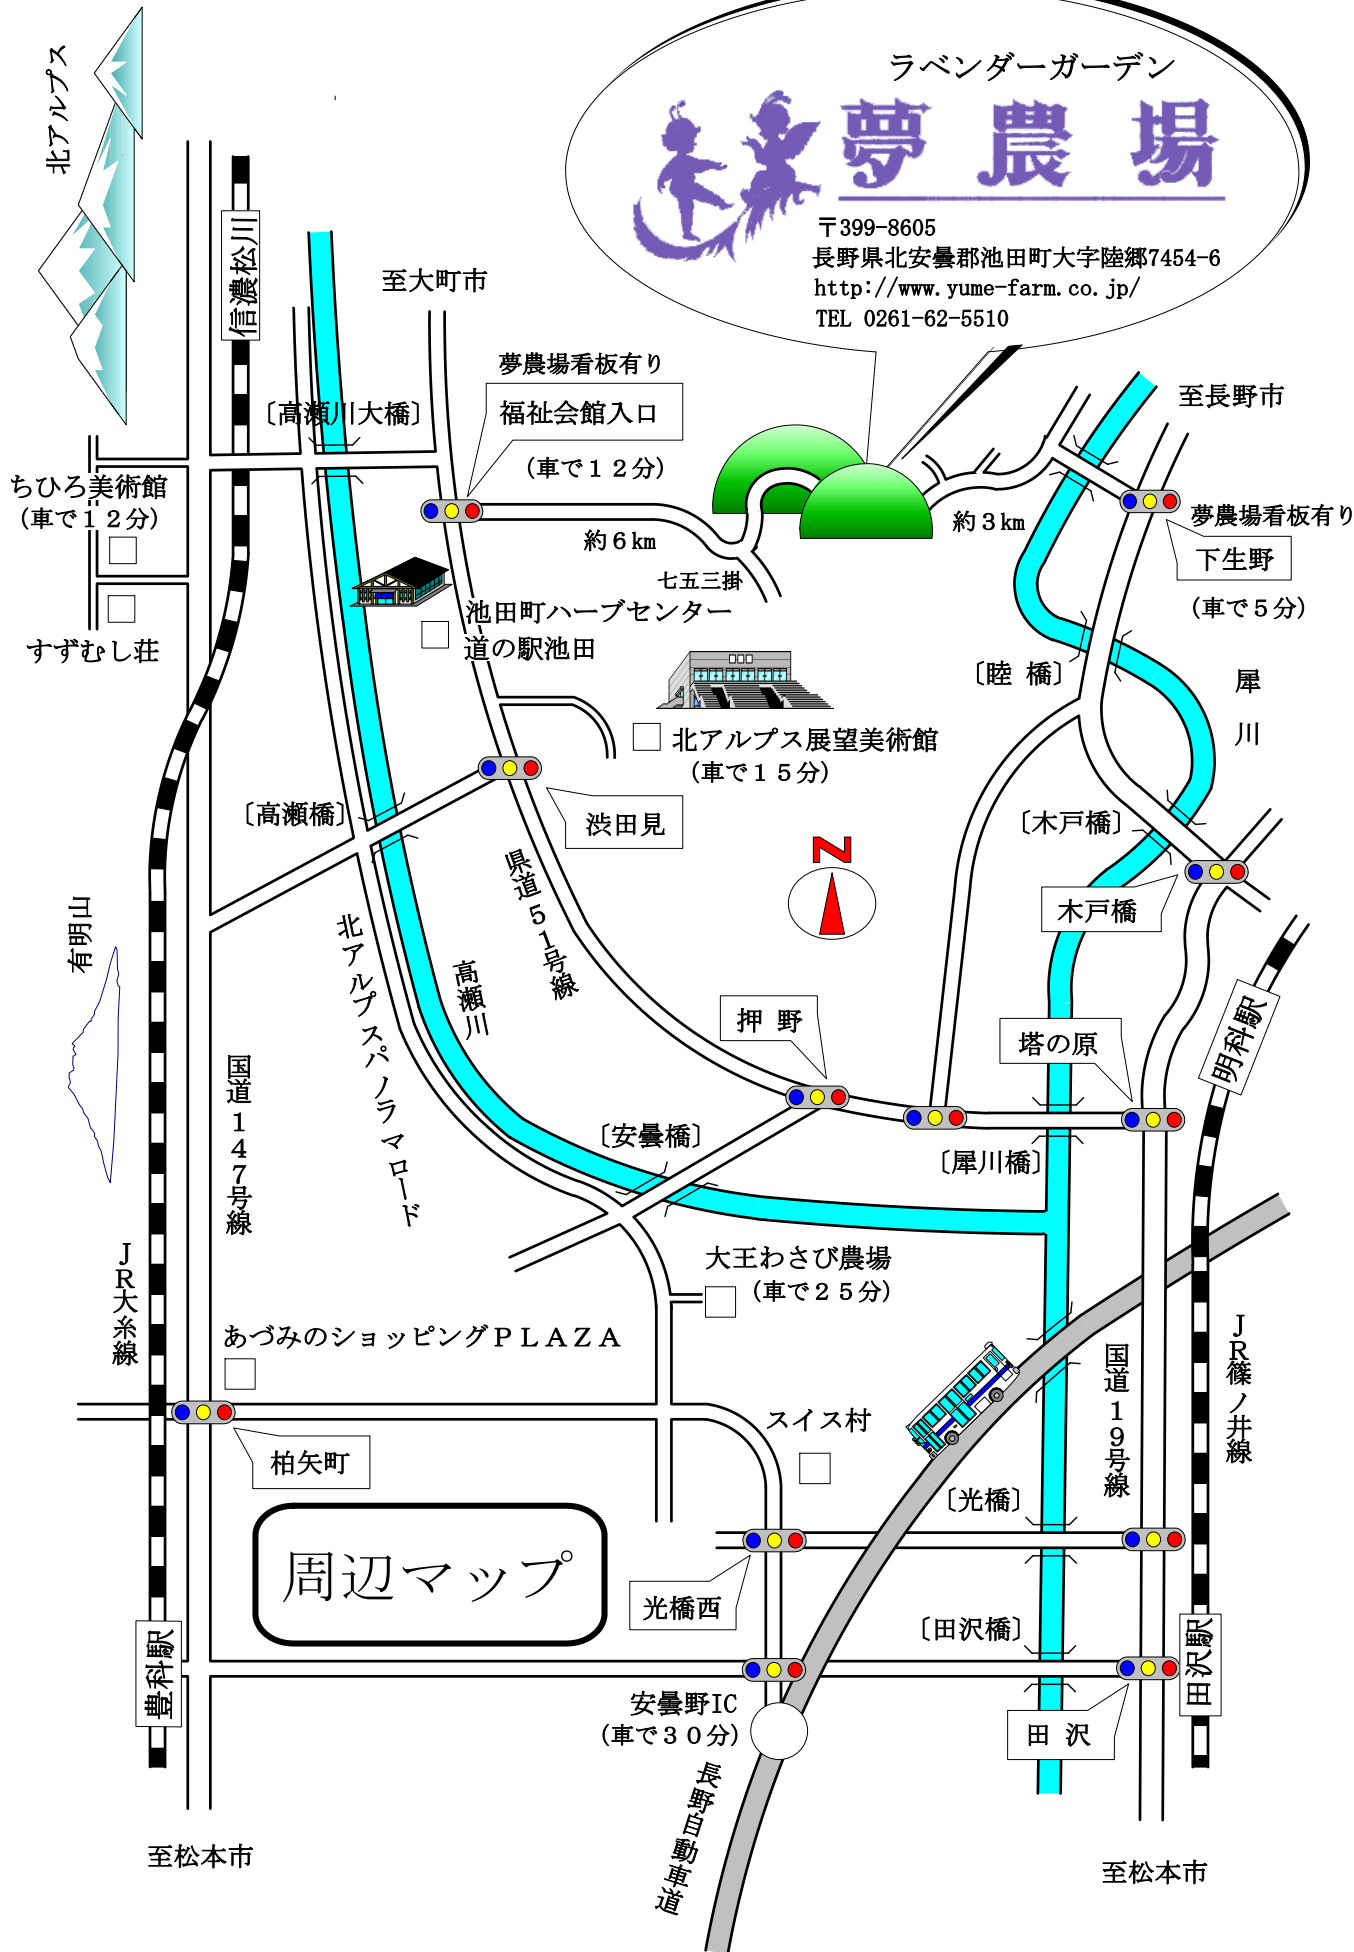 ラベンダーガーデン
夢農場
〒399-8605
長野県北安曇郡池田町大字陸郷7454-6
http://www.yume-farm.co.jp/
TEL 0261-62-5510
北アルプス
信濃松川
至大町市
夢農場看板有り
福祉会館入口
(車で12分)
〔高瀬川大橋〕
至長野市
ちひろ美術館
(車で12分)
すずむし荘
約6km
七五三掛
約3km
夢農場看板有り
下生野
(車で5分)
池田町ハーブセンター
道の駅池田
〔睦 橋〕
犀川
北アルプス展望美術館
(車で15分)
〔高瀬橋〕
渋田見
〔木戸橋〕
木戸橋
県道51号線
有明山
北アルプスパノラマロード
高瀬川
N
押 野
塔の原
明科駅
国道147号線
〔安曇橋〕
〔犀川橋〕
JR大糸線
大王わさび農場
(車で25分)
あづみのショッピングPLAZA
国道19号線
JR篠ノ井線
スイス村
柏矢町
〔光橋〕
周辺マップ
光橋西
〔田沢橋〕
豊科駅
田沢駅
安曇野IC
(車で30分)
田 沢
長野自動車道
至松本市
至松本市